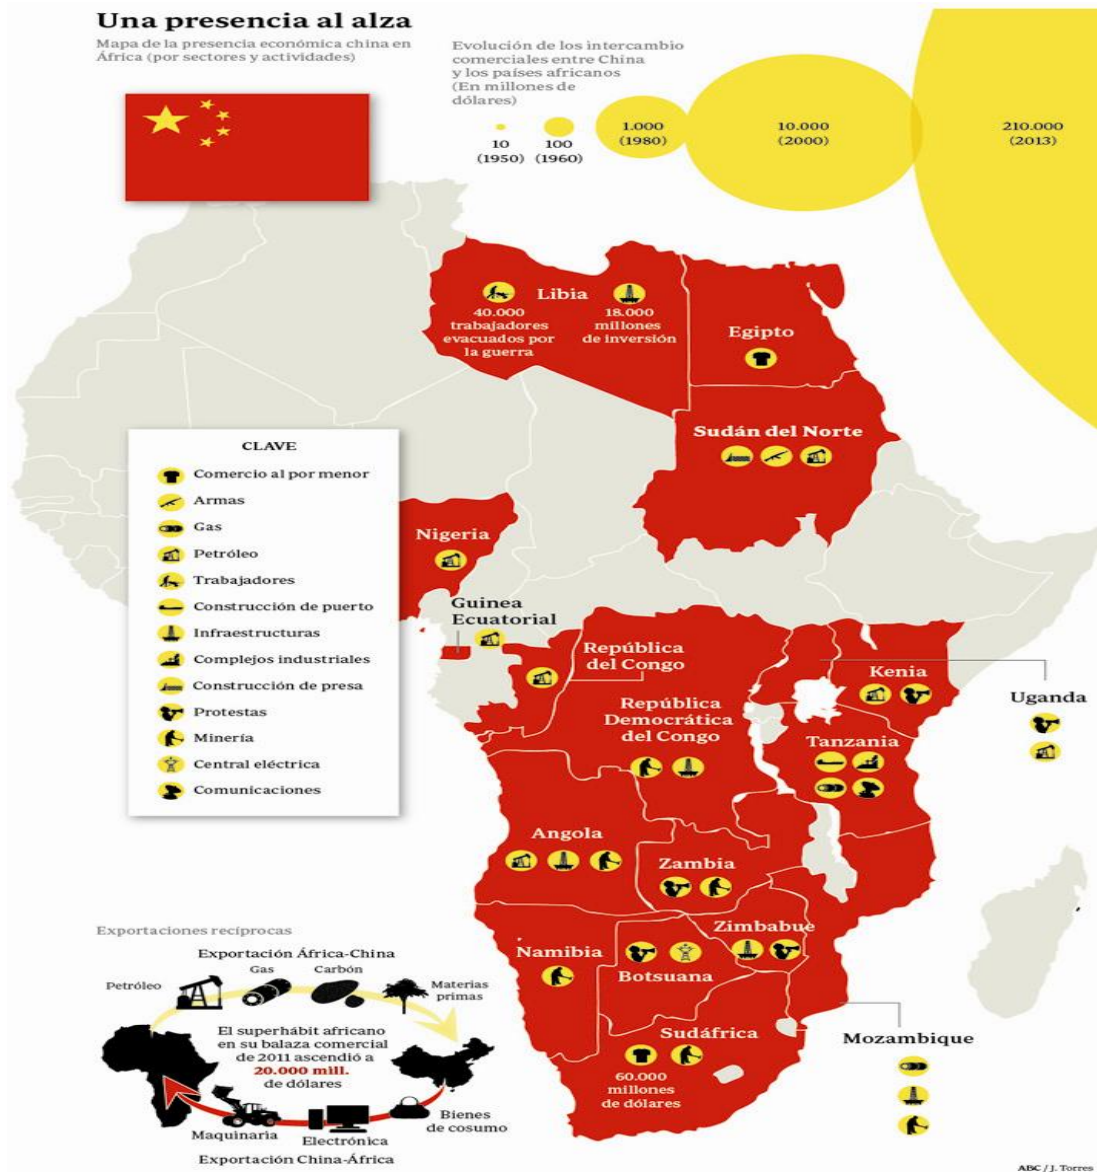 Una presencia al alza
Mapa de la presencia económica china en
África (por sectores y actividades)
Evolución de los intercambio
comerciales entre China
y los países africanos
(En millones de
dólares)
10
(1950)
100
(1960)
1.000
(1980)
10.000
(2000)
210.000
(2013)
Libia
40.000
trabajadores
evacuados por
la guerra
18.000
millones
de inversión
Egipto
Sudán del Norte
CLAVE
Comercio al por menor
Armas
Gas
Petróleo
Trabajadores
Construcción de puerto
Infraestructuras
Complejos industriales
Construcción de presa
Protestas
Minería
Central eléctrica
Comunicaciones
Nigeria
Guinea
Ecuatorial
República
del Congo
República
Democrática
del Congo
Kenia
Uganda
Tanzania
Angola
Zambia
Zimbabue
Namibia
Botsuana
Sudáfrica
60.000
millones
de dólares
Mozambique
Exportaciones recíprocas
Exportación África-China
Petróleo
Gas
Carbón
Materias
primas
El superhábit africano
en su balaza comercial
de 2011 ascendió a
20.000 mill.
de dólares
Maquinaria
Electrónica
Bienes
de cosumo
Exportación China-África
ABC / J. Torres